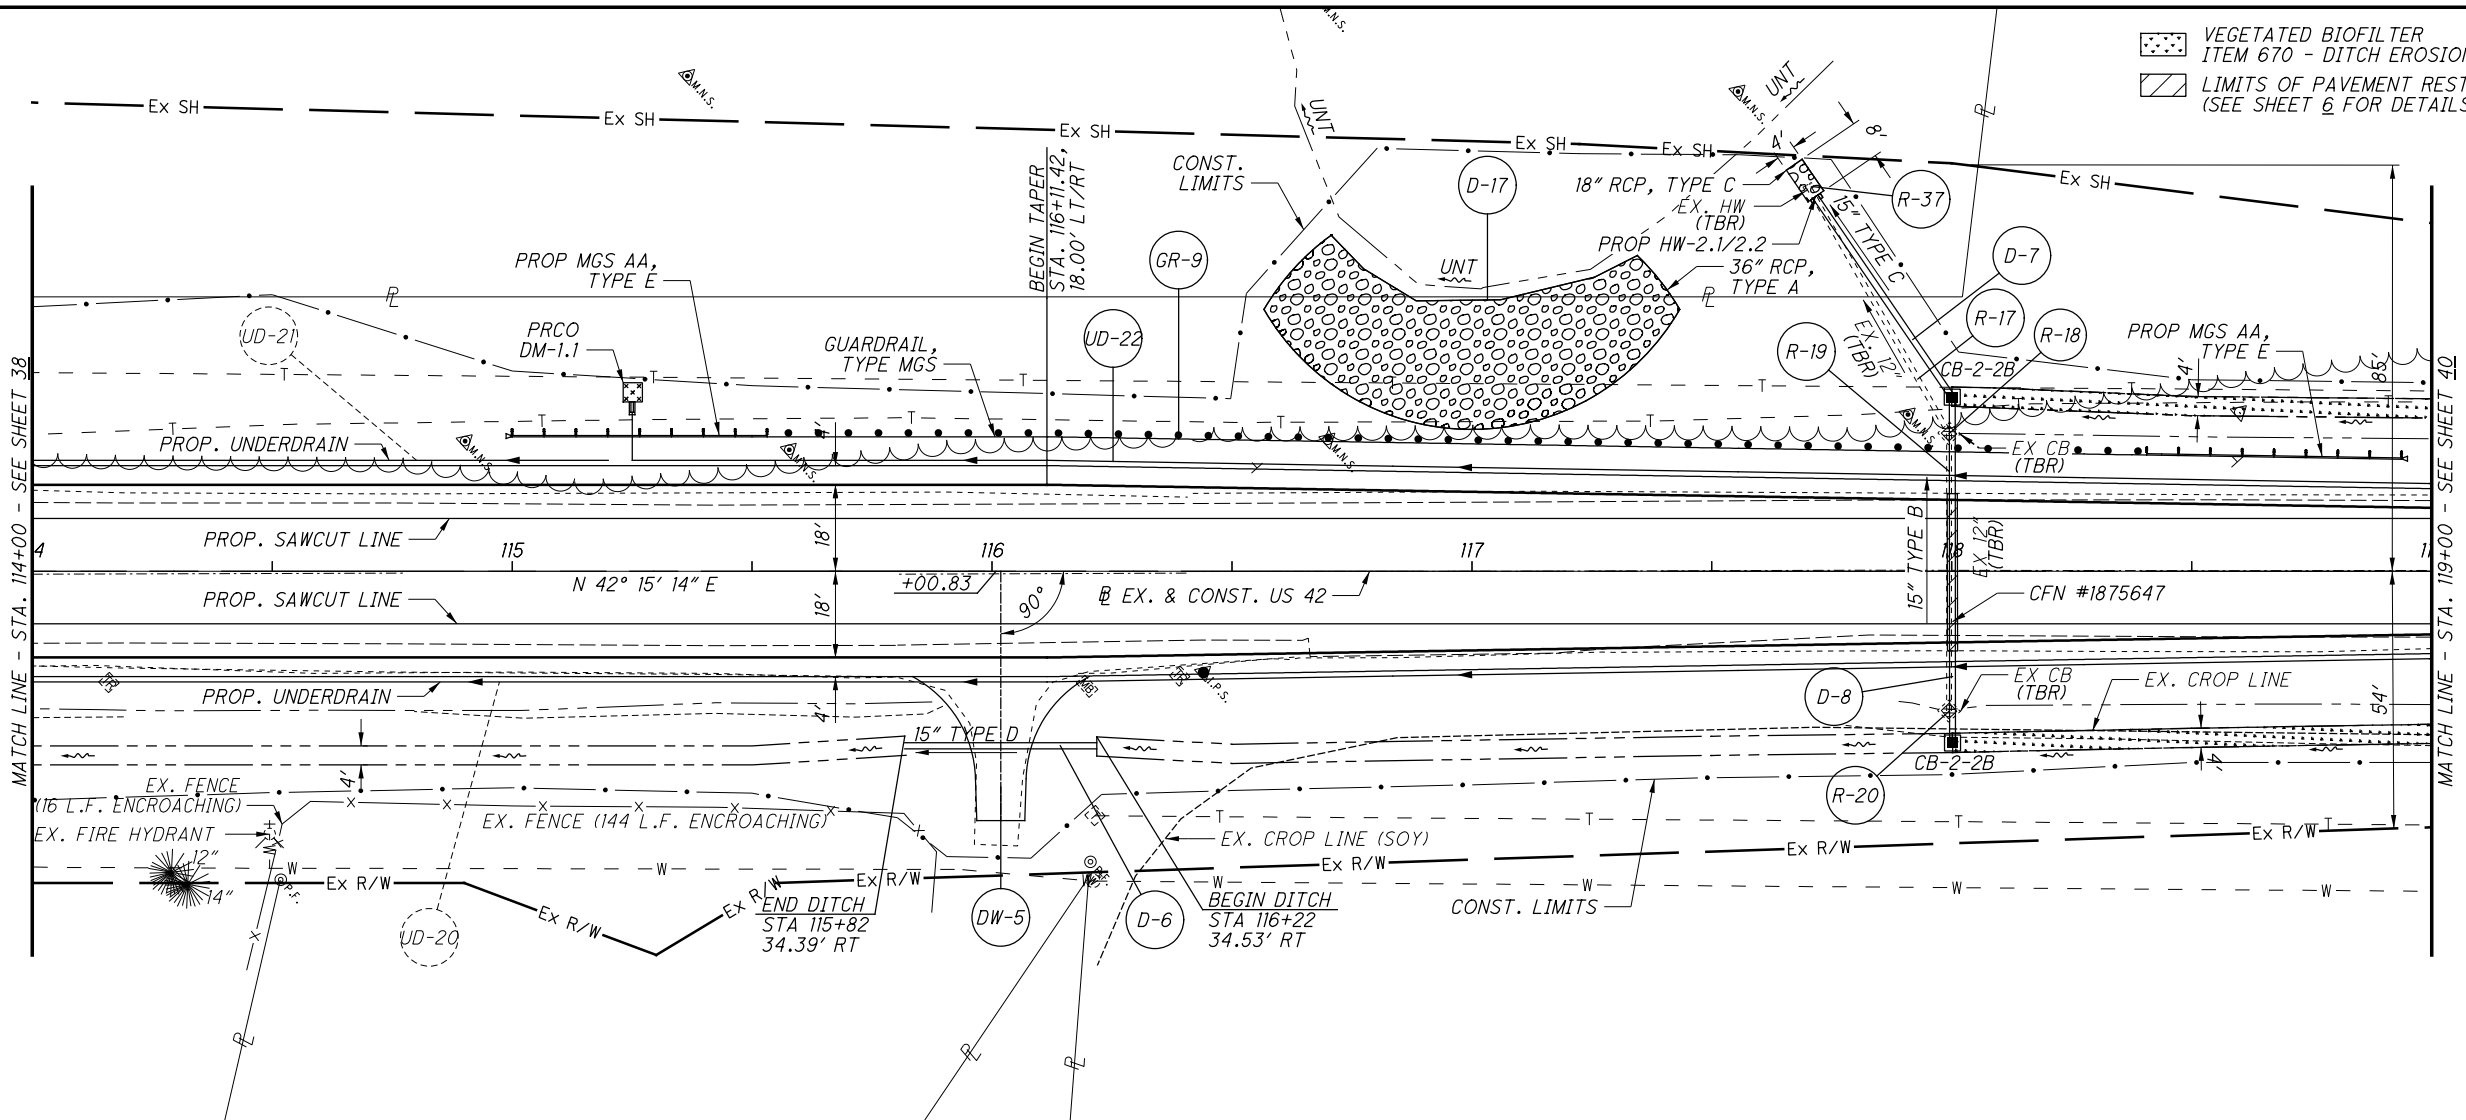 VEGETATED BIOFILTER
ITEM 670 - DITCH EROSION
LIMITS OF PAVEMENT REST
(SEE SHEET 6 FOR DETAILS
M.N.S.
M.N.S.
M.N.S.
UNT
UNT
Ex SH
Ex SH
Ex SH
Ex SH
Ex SH
Ex SH
4'
8'
CONST.
LIMITS
BEGIN TAPER
STA. 116+11.42,
18.00' LT/RT
D-17
18" RCP, TYPE C
EX. HW
(TBR)
PROP HW-2.1/2.2
R-37
15" TYPE C
D-7
36" RCP,
TYPE A
UNT
GR-9
PROP MGS AA,
TYPE E
PRCO
DM-1.1
UD-21
GUARDRAIL,
TYPE MGS
UD-22
EX. 12"
(TBR)
R-19
R-17
R-18
PROP MGS AA,
TYPE E
CB-2-2B
4'
85'
T
T
T
T
T
T
T
T
T
T
PROP. UNDERDRAIN
M.N.S.
M.N.S.
4'
M.N.S.
M.N.S.
EX CB
(TBR)
MATCH LINE - STA. 114+00 - SEE SHEET 38
MATCH LINE - STA. 119+00 - SEE SHEET 40
PROP. SAWCUT LINE
18'
15" TYPE B
EX 12"
(TBR)
4
115
116
117
118
11
N 42° 15' 14" E
+00.83
90°
℄ EX. & CONST. US 42
PROP. SAWCUT LINE
18'
CFN #1875647
PROP. UNDERDRAIN
4'
MB
I.P.S.
D-8
EX CB
(TBR)
EX. CROP LINE
54'
15" TYPE D
4'
4'
CB-2-2B
R-20
EX. FENCE
(16 L.F. ENCROACHING)
EX. FIRE HYDRANT
EX. FENCE (144 L.F. ENCROACHING)
EX. CROP LINE (SOY)
T
T
T
12"
14"
P.F.
W
W
W
W
W
W
Ex R/W
Ex R/W
Ex R/W
Ex R/W
Ex R/W
Ex R/W
Ex R/W
END DITCH
STA 115+82
34.39' RT
DW-5
D-6
BEGIN DITCH
STA 116+22
34.53' RT
CONST. LIMITS
UD-20